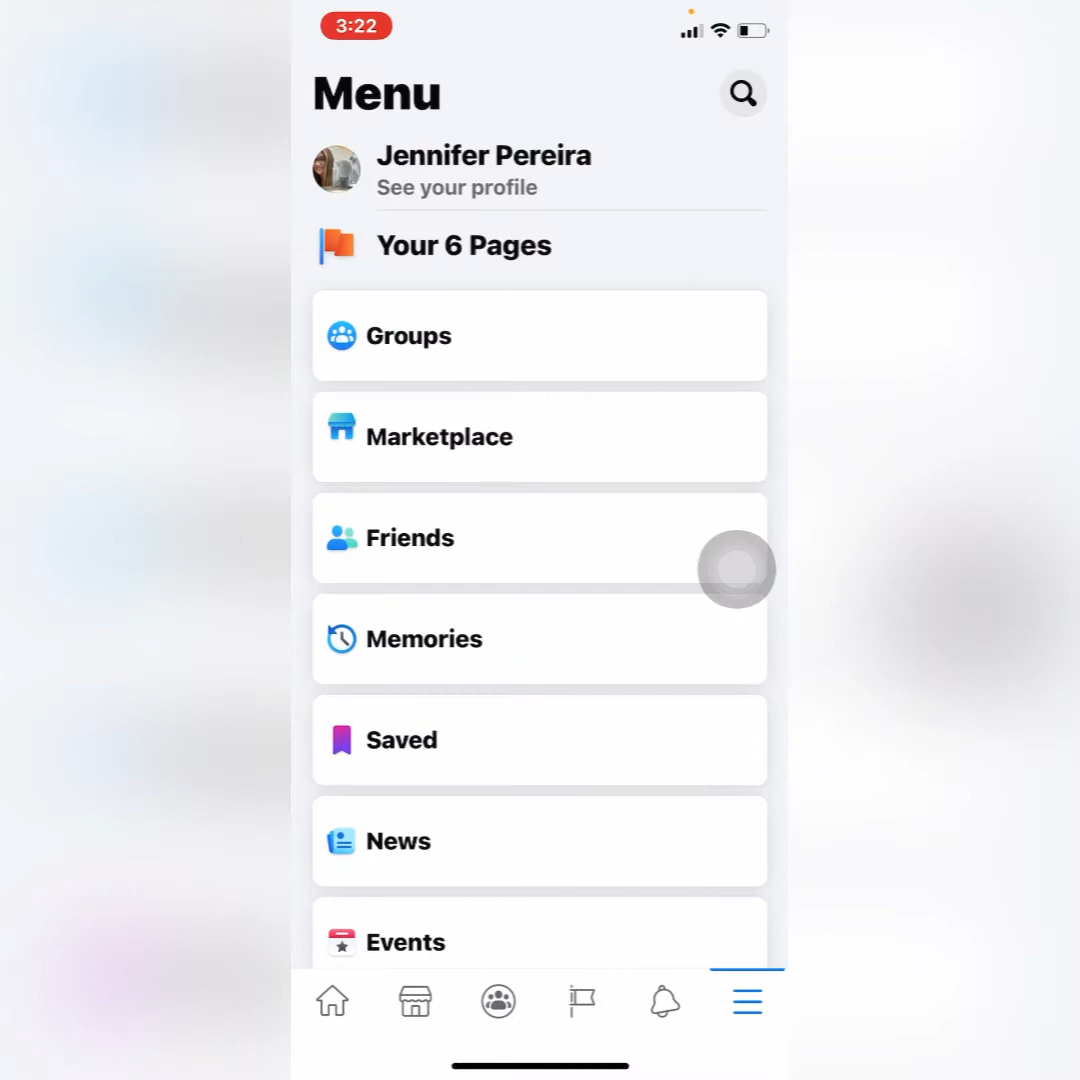 3:22
Menu
Jennifer Pereira
See your profile
Your 6 Pages
Groups
Marketplace
Friends
Memories
Saved
News
Events